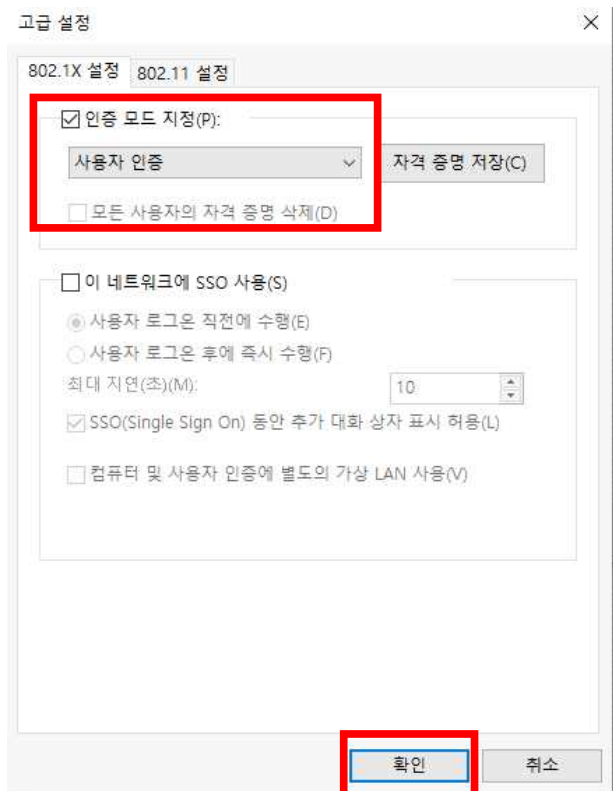 고급 설정
802.1X 설정 802.11 설정
인증 모드 지정(P):
사용자 인증 자격 증명 저장(C)
모든 사용자의 자격 증명 삭제(D)
이 네트워크에 SSO 사용(S)
사용자 로그온 직전에 수행(E)
사용자 로그온 후에 즉시 수행(F)
최대 지연(초)(M): 10
SSO(Single Sign On) 동안 추가 대화 상자 표시 허용(L)
컴퓨터 및 사용자 인증에 별도의 가상 LAN 사용(V)
확인 취소